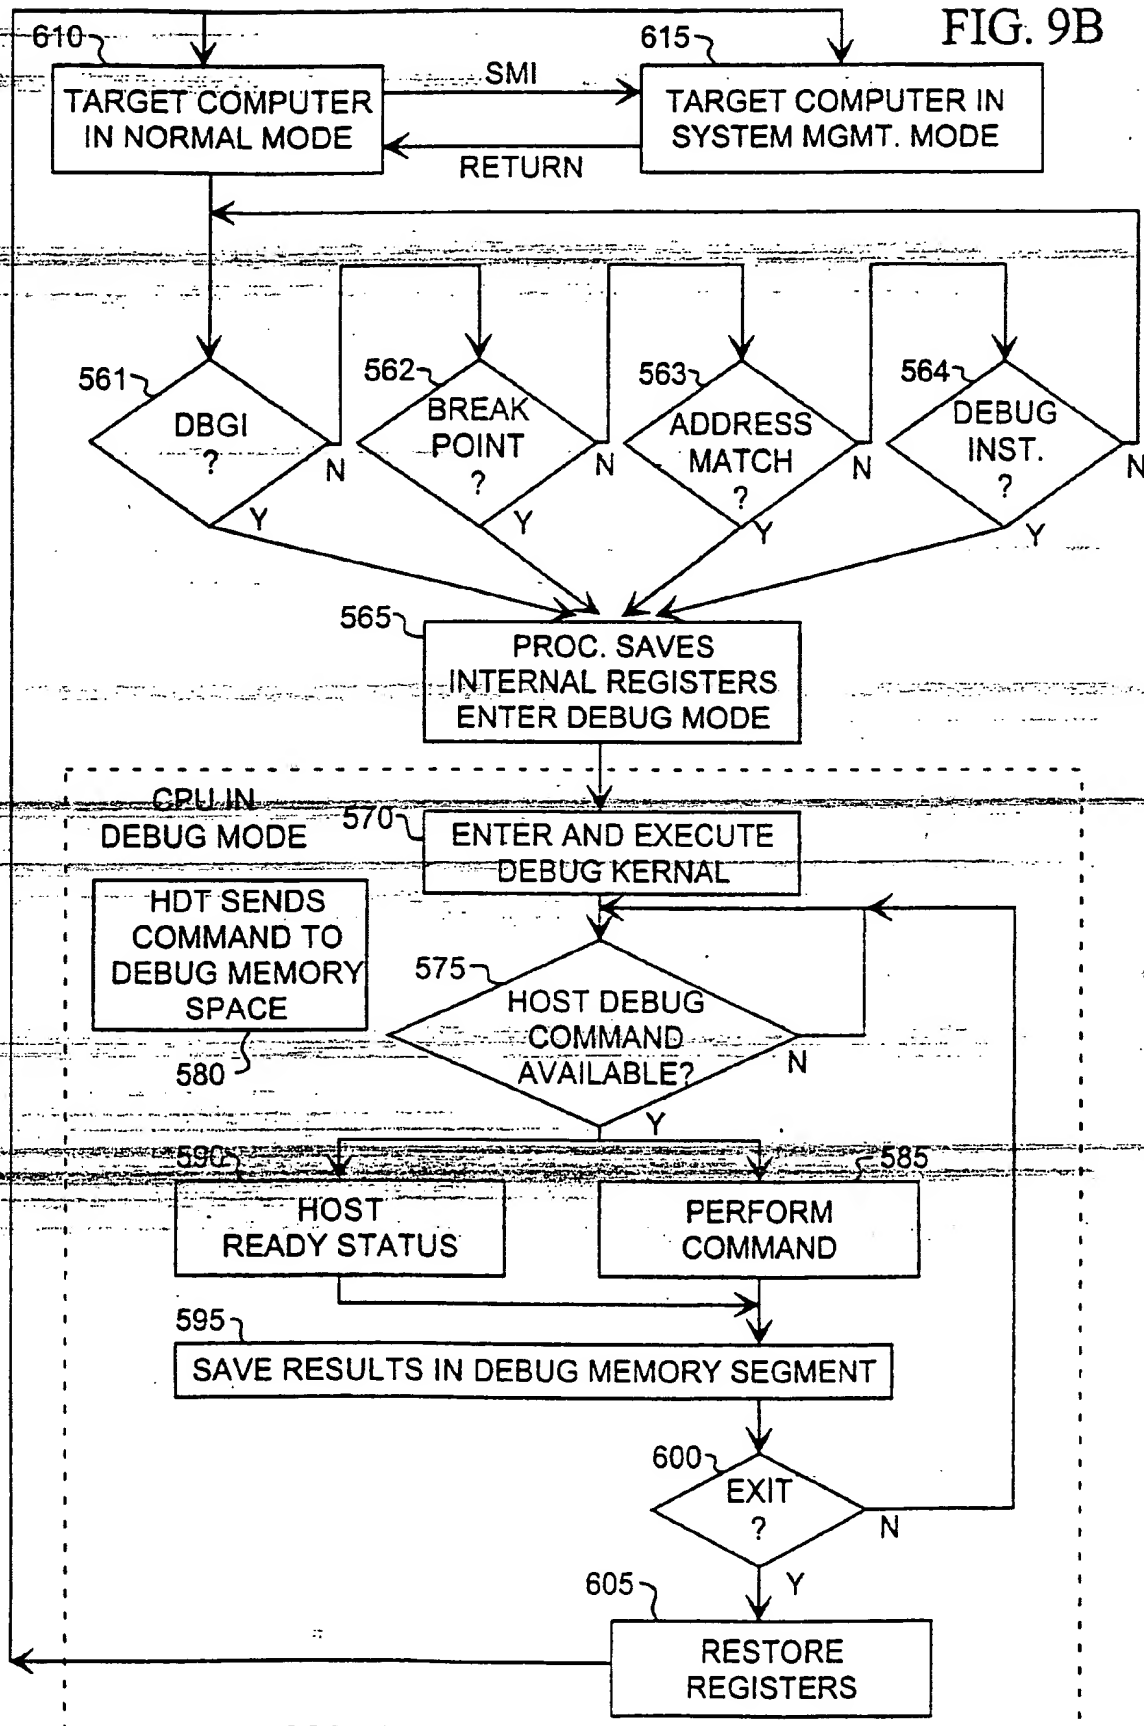 FIG. 9B
610
615
TARGET COMPUTER
IN NORMAL MODE
SMI
RETURN
TARGET COMPUTER IN
SYSTEM MGMT. MODE
561
DBGI
?
N
Y
562
BREAK
POINT
?
N
Y
563
ADDRESS
MATCH
?
N
Y
564
DEBUG
INST.
?
N
Y
565
PROC. SAVES
INTERNAL REGISTERS
ENTER DEBUG MODE
CPU IN
DEBUG MODE
570
ENTER AND EXECUTE
DEBUG KERNAL
HDT SENDS
COMMAND TO
DEBUG MEMORY
SPACE
580
575
HOST DEBUG
COMMAND
AVAILABLE?
N
Y
590
HOST
READY STATUS
585
PERFORM
COMMAND
595
SAVE RESULTS IN DEBUG MEMORY SEGMENT
600
EXIT
?
N
Y
605
RESTORE
REGISTERS